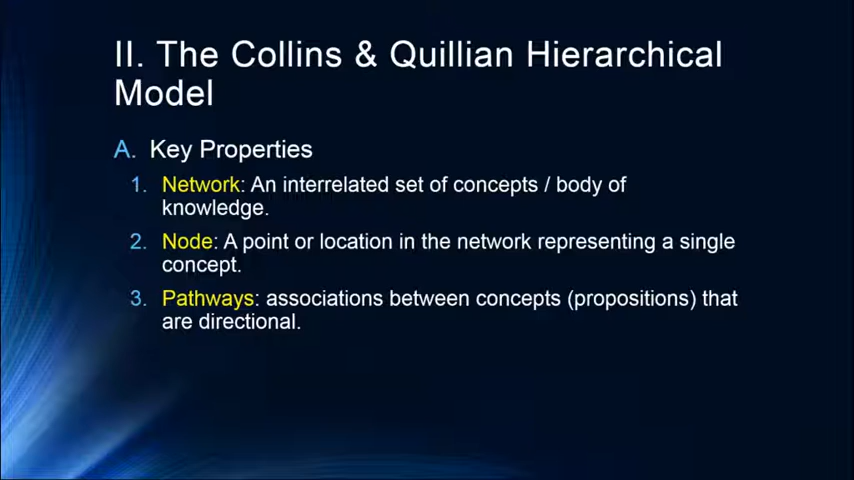 II. The Collins & Quillian Hierarchical
Model
A. Key Properties
1. Network: An interrelated set of concepts / body of
knowledge.
2. Node: A point or location in the network representing a single
concept.
3. Pathways: associations between concepts (propositions) that
are directional.